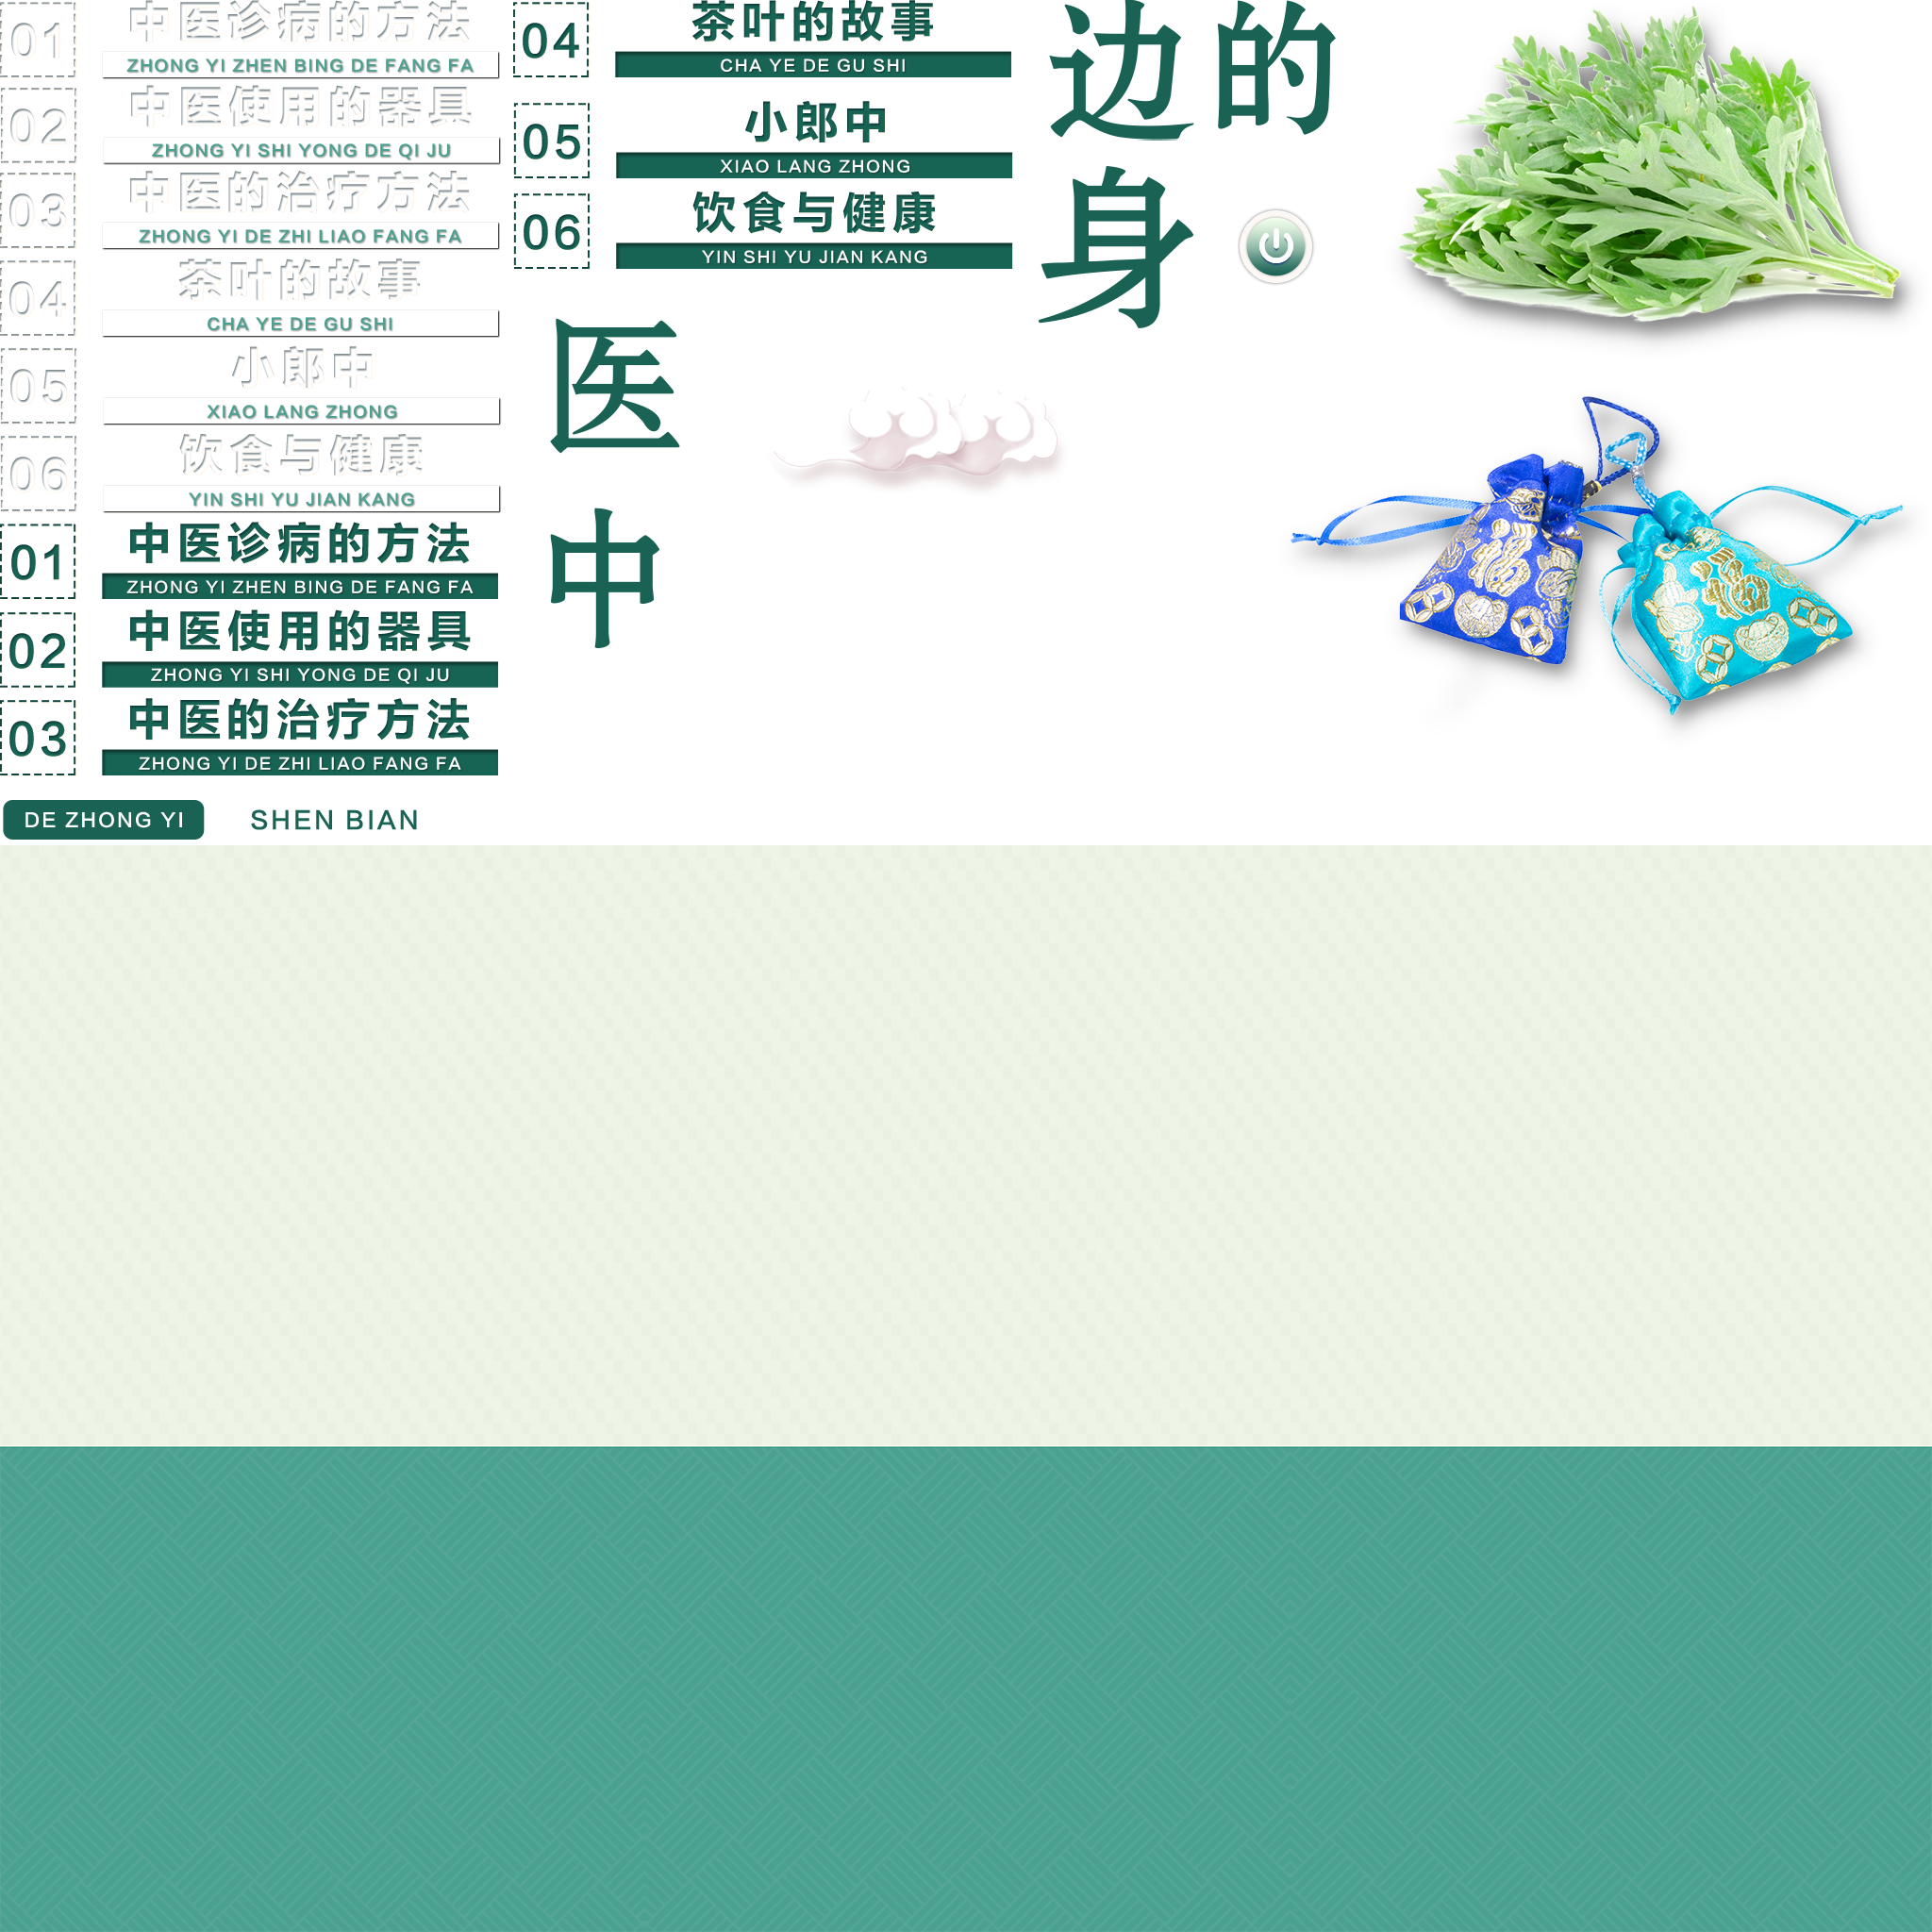 01
中医诊病的方法
ZHONG YI ZHEN BING DE FANG FA
02
中医使用的器具
ZHONG YI SHI YONG DE QI JU
03
中医的治疗方法
ZHONG YI DE ZHI LIAO FANG FA
04
茶叶的故事
CHA YE DE GU SHI
05
小郎中
XIAO LANG ZHONG
06
饮食与健康
YIN SHI YU JIAN KANG
01
中医诊病的方法
ZHONG YI ZHEN BING DE FANG FA
02
中医使用的器具
ZHONG YI SHI YONG DE QI JU
03
中医的治疗方法
ZHONG YI DE ZHI LIAO FANG FA
DE ZHONG YI
SHEN BIAN
04
茶叶的故事
CHA YE DE GU SHI
05
小郎中
XIAO LANG ZHONG
06
饮食与健康
YIN SHI YU JIAN KANG
医
中
边的
身